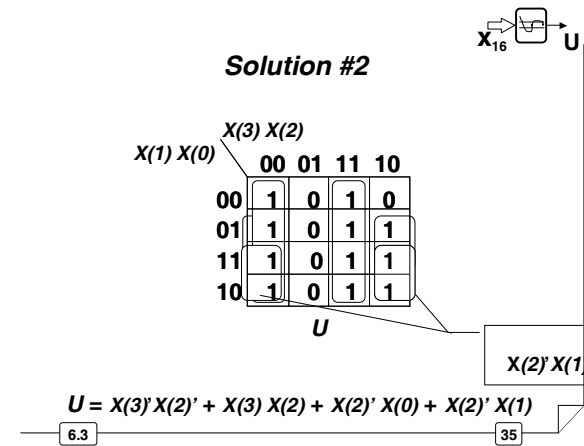 X₁₆ U
Solution #2
X(3) X(2)
X(1) X(0)
00 01 11 10
00 1 0 1 0
01 1 0 1 1
11 1 0 1 1
10 1 0 1 1
U
X(2)' X(1)
U = X(3)' X(2)' + X(3) X(2) + X(2)' X(0) + X(2)' X(1)
6.3 35